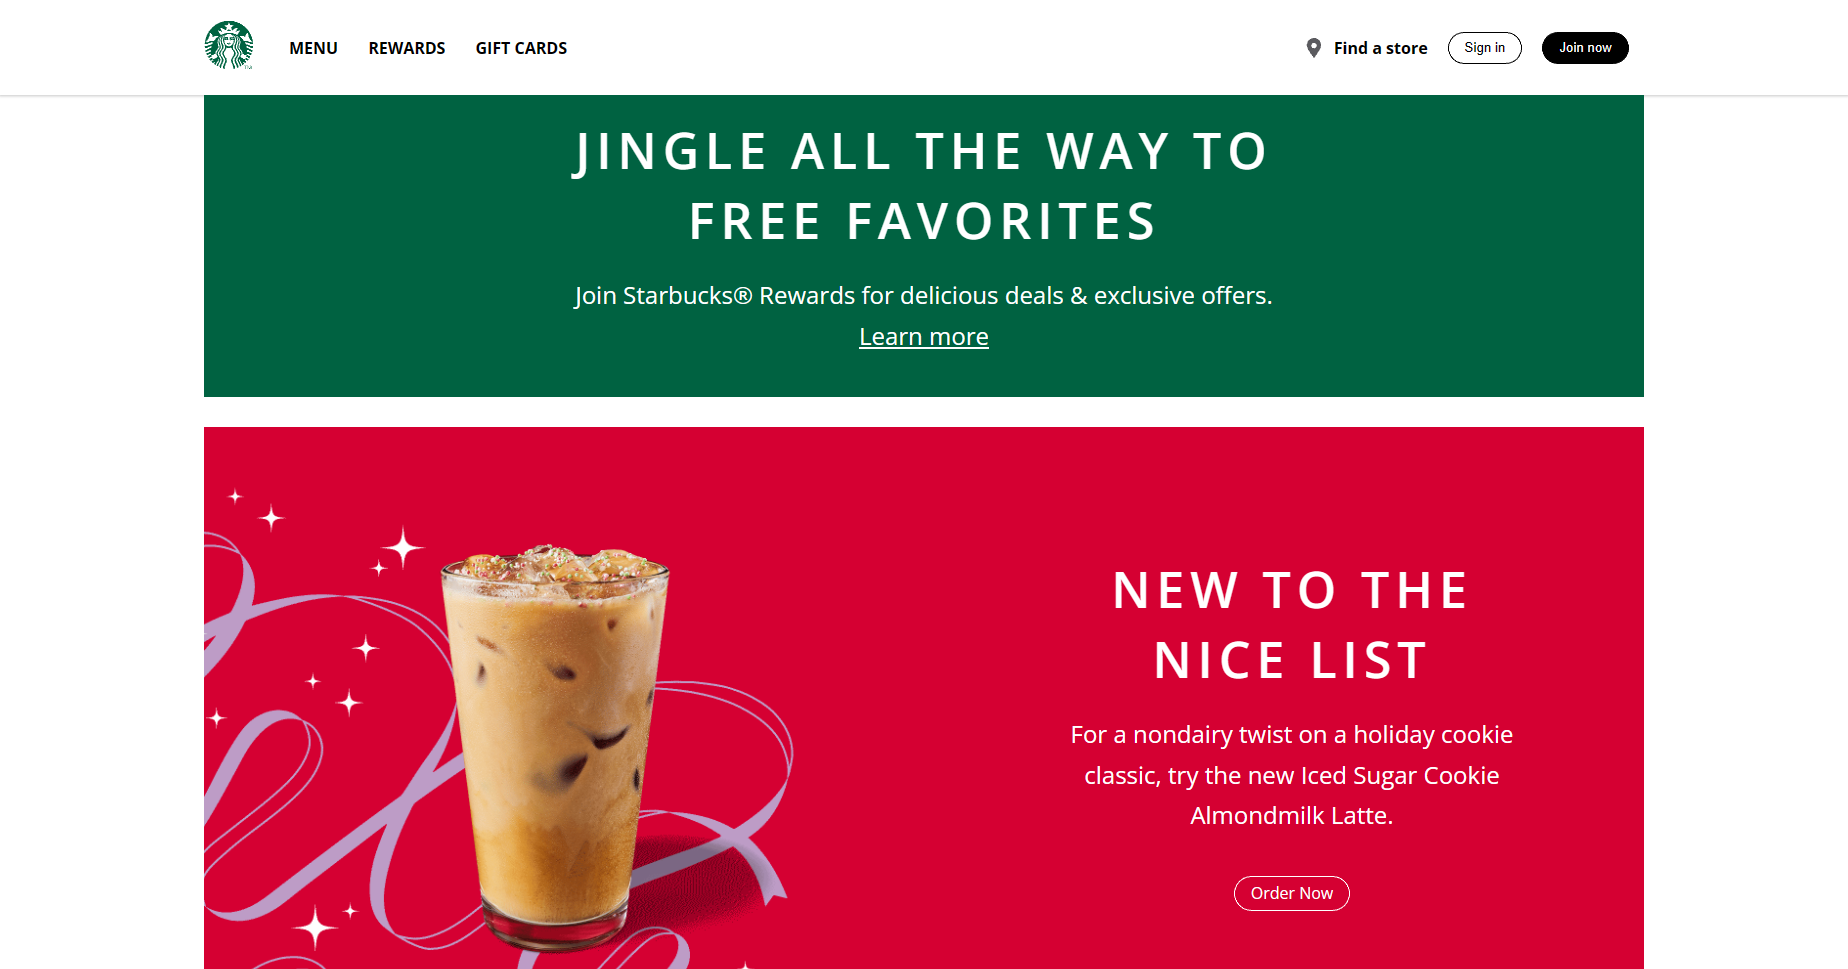 MENU
REWARDS
GIFT CARDS
Find a store
Sign in
Join now
JINGLE ALL THE WAY TO
FREE FAVORITES
Join Starbucks® Rewards for delicious deals & exclusive offers.
Learn more
NEW TO THE
NICE LIST
For a nondairy twist on a holiday cookie
classic, try the new Iced Sugar Cookie
Almondmilk Latte.
Order Now